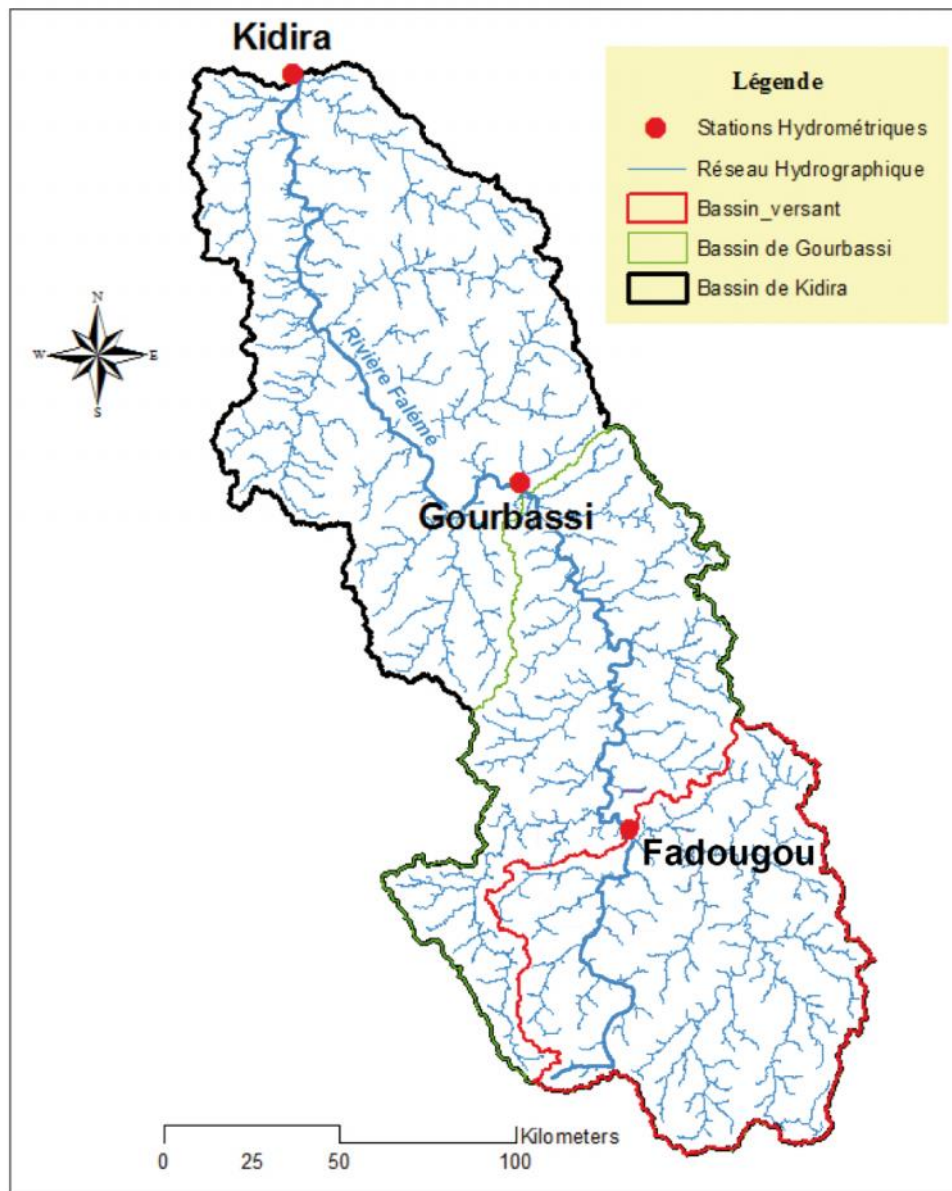 Kidira
Légende
Stations Hydrométriques
Réseau Hydrographique
Bassin_versant
Bassin de Gourbassi
Bassin de Kidira
N
W
E
S
Rivière Falémé
Gourbassi
Fadougou
Kilometers
0 25 50 100